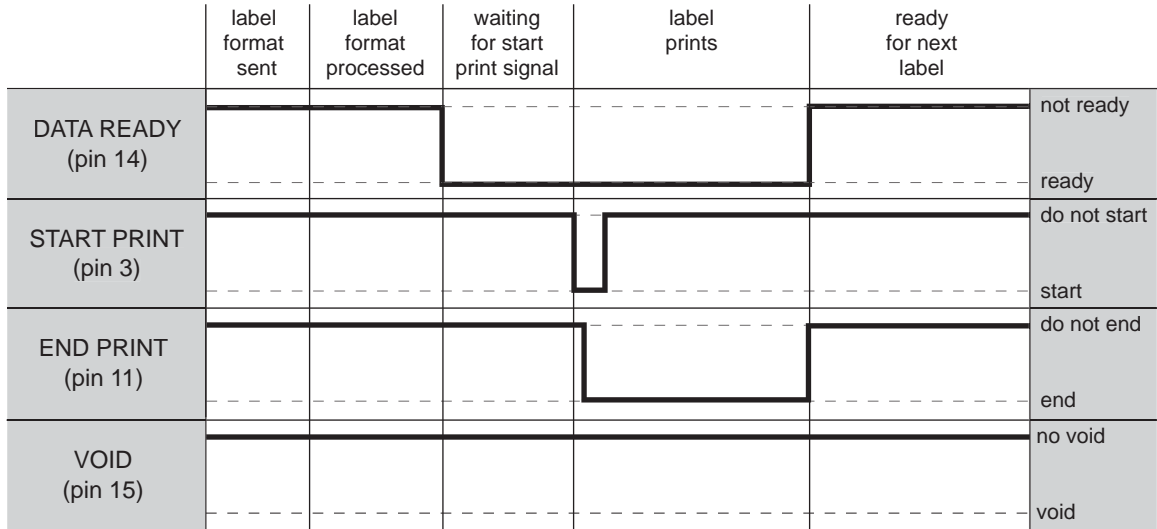 label
format
sent
label
format
processed
waiting
for start
print signal
label
prints
ready
for next
label
DATA READY
(pin 14)
not ready
ready
START PRINT
(pin 3)
do not start
start
END PRINT
(pin 11)
do not end
end
VOID
(pin 15)
no void
void